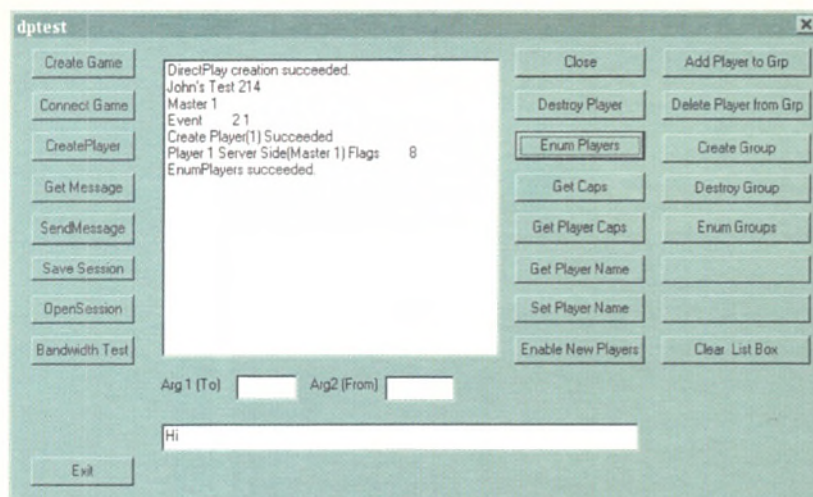 dptest
Create Game
Connect Game
CreatePlayer
Get Message
SendMessage
Save Session
OpenSession
Bandwidth Test
Exit
DirectPlay creation succeeded.
John's Test 214
Master 1
Event 2 1
Create Player(1) Succeeded
Player 1 Server Side(Master 1) Flags 8
EnumPlayers succeeded.
Arg 1 (To)
Arg2 (From)
Hi
Close
Destroy Player
Enum Players
Get Caps
Get Player Caps
Get Player Name
Set Player Name
Enable New Players
Add Player to Grp
Delete Player from Grp
Create Group
Destroy Group
Enum Groups
Clear List Box